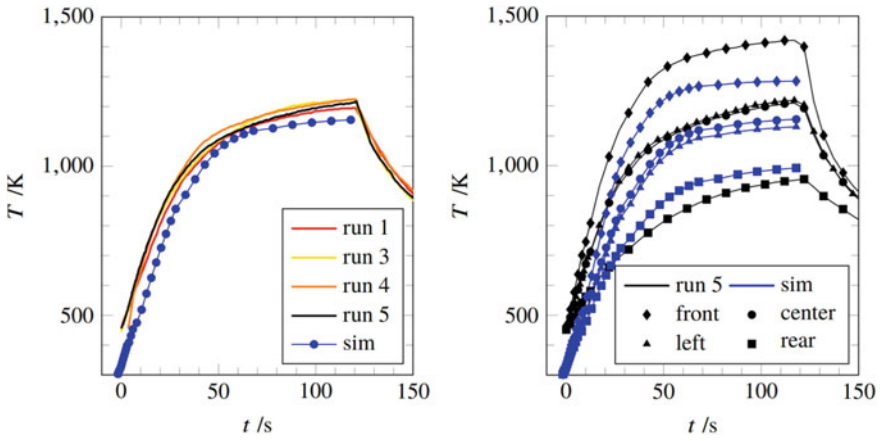 1,500
1,000
500
T /K
0
50
100
150
t /s
run 1
run 3
run 4
run 5
sim
1,500
1,000
500
T /K
0
50
100
150
t /s
run 5 sim
front center
left rear